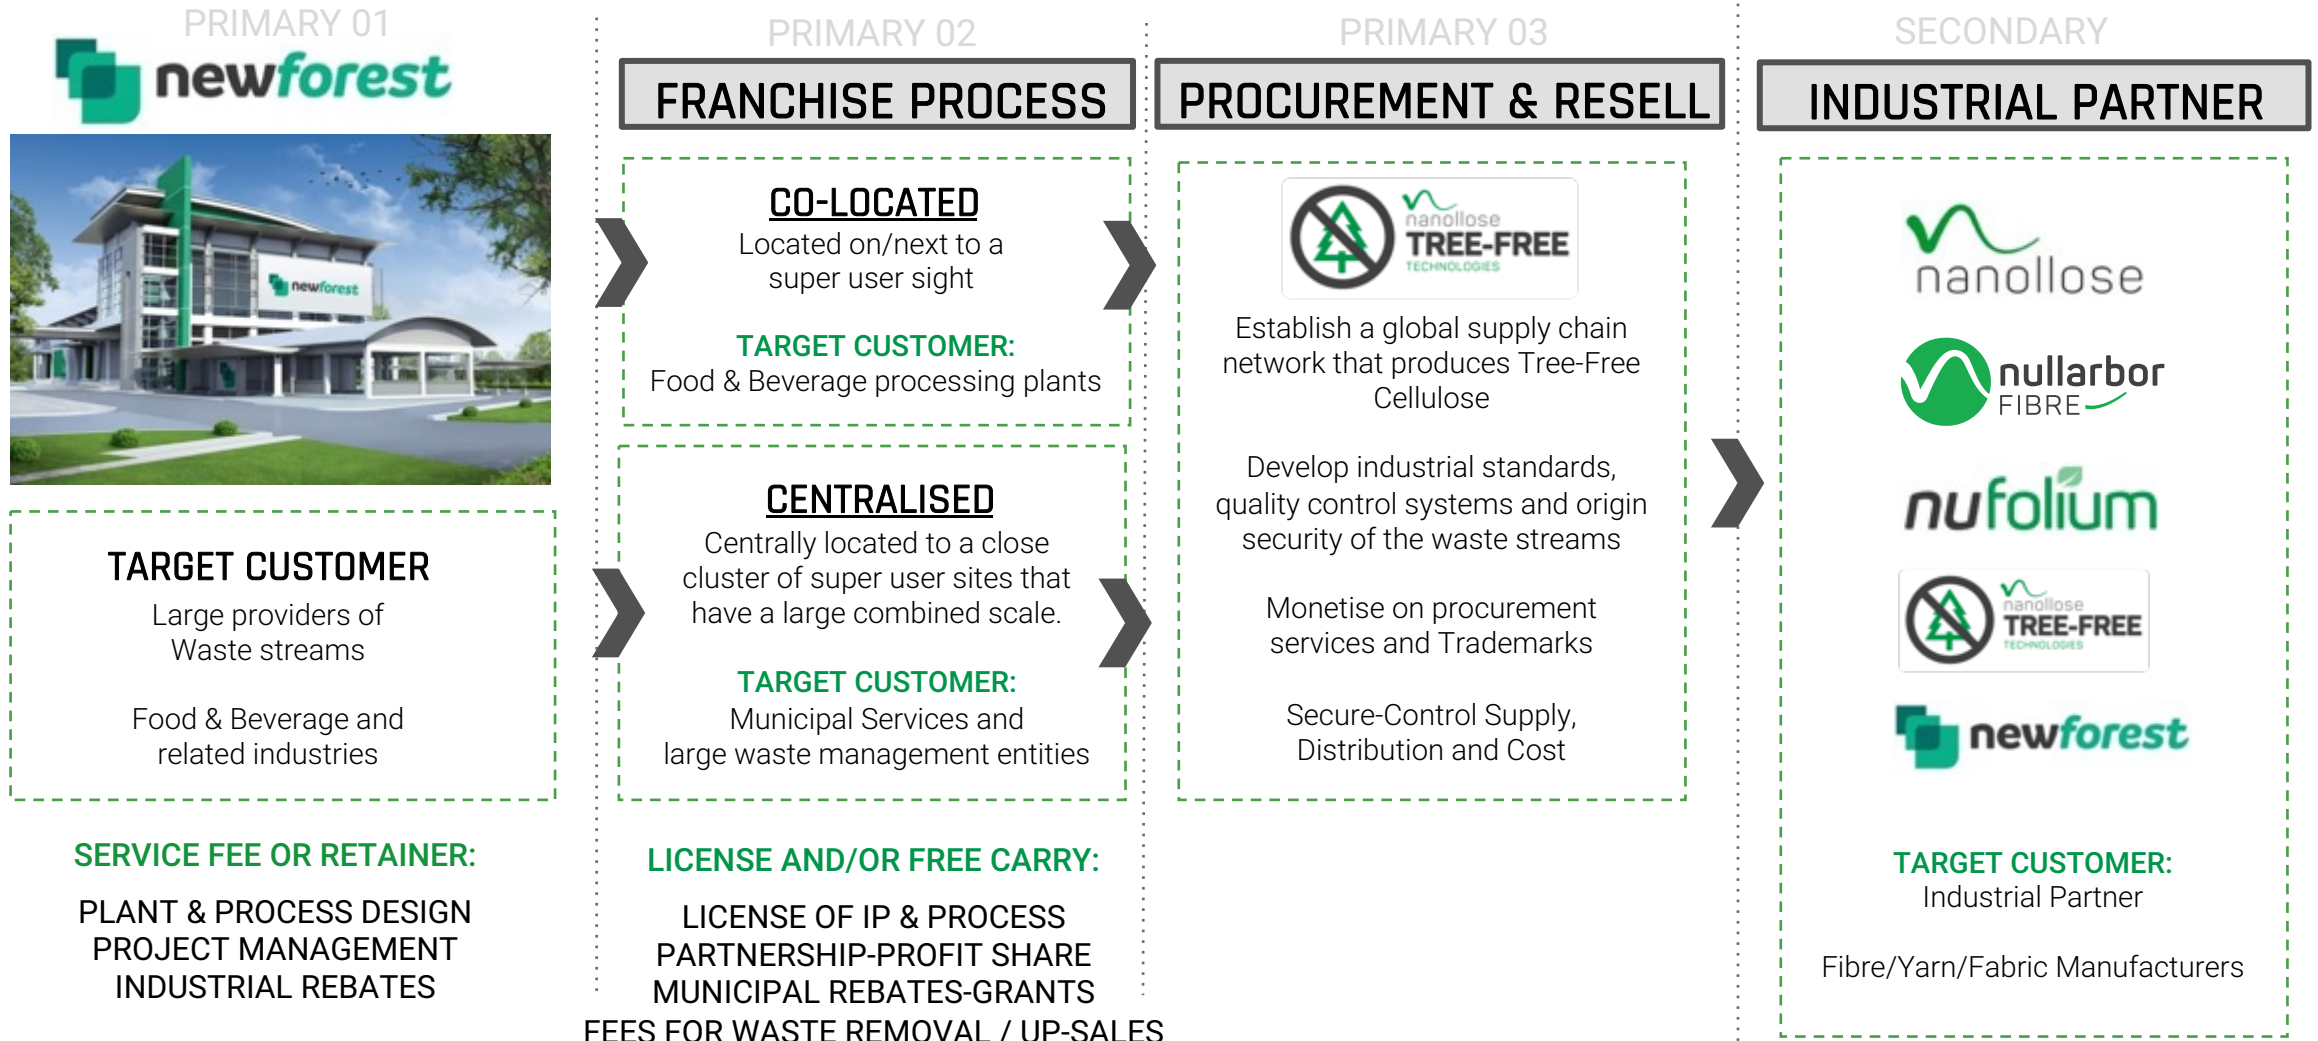 PRIMARY 01
newforest
newforest
TARGET CUSTOMER
Large providers of
Waste streams
Food & Beverage and
related industries
SERVICE FEE OR RETAINER:
PLANT & PROCESS DESIGN
PROJECT MANAGEMENT
INDUSTRIAL REBATES
PRIMARY 02
FRANCHISE PROCESS
CO-LOCATED
Located on/next to a
super user sight
TARGET CUSTOMER:
Food & Beverage processing plants
CENTRALISED
Centrally located to a close
cluster of super user sites that
have a large combined scale.
TARGET CUSTOMER:
Municipal Services and
large waste management entities
LICENSE AND/OR FREE CARRY:
LICENSE OF IP & PROCESS
PARTNERSHIP-PROFIT SHARE
MUNICIPAL REBATES-GRANTS
FEES FOR WASTE REMOVAL / UP-SALES
PRIMARY 03
PROCUREMENT & RESELL
nanollose
TREE-FREE
TECHNOLOGIES
Establish a global supply chain
network that produces Tree-Free
Cellulose
Develop industrial standards,
quality control systems and origin
security of the waste streams
Monetise on procurement
services and Trademarks
Secure-Control Supply,
Distribution and Cost
SECONDARY
INDUSTRIAL PARTNER
nanollose
nullarbor
FIBRE
nufolium
nanollose
TREE-FREE
TECHNOLOGIES
newforest
TARGET CUSTOMER:
Industrial Partner
Fibre/Yarn/Fabric Manufacturers